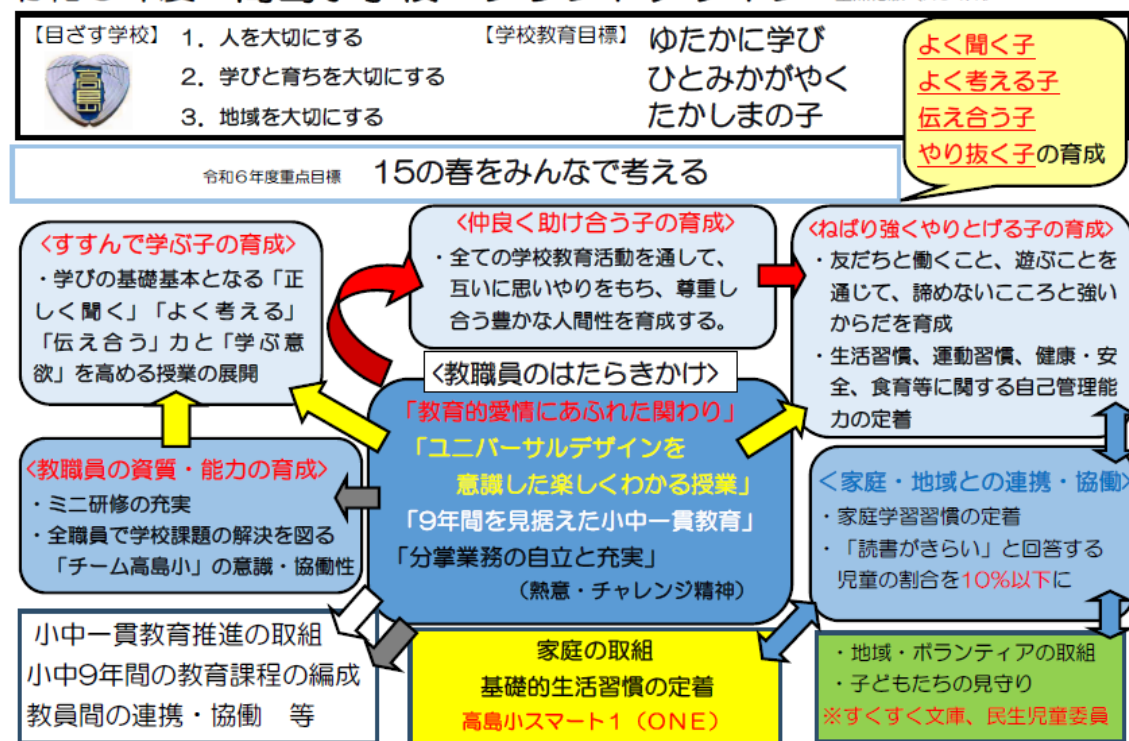 【目ざす学校】
1．人を大切にする
2．学びと育ちを大切にする
3．地域を大切にする
高島
【学校教育目標】
ゆたかに学び
ひとみかがやく
たかしまの子
よく聞く子
よく考える子
伝え合う子
やり抜く子の育成
令和６年度重点目標　15の春をみんなで考える
<すすんで学ぶ子の育成>
・学びの基礎基本となる「正
しく聞く」「よく考える」
「伝え合う」力と「学ぶ意
欲」を高める授業の展開
<仲良く助け合う子の育成>
・全ての学校教育活動を通して、
互いに思いやりをもち、尊重し
合う豊かな人間性を育成する。
<ねばり強くやりとげる子の育成>
・友だちと働くこと、遊ぶことを
通じて、諦めないこころと強い
からだを育成
・生活習慣、運動習慣、健康・安
全、食育等に関する自己管理能
力の定着
<教職員のはたらきかけ>
「教育的愛情にあふれた関わり」
「ユニバーサルデザインを
意識した楽しくわかる授業」
「9年間を見据えた小中一貫教育」
「分掌業務の自立と充実」
（熱意・チャレンジ精神）
<教職員の資質・能力の育成>
・ミニ研修の充実
・全職員で学校課題の解決を図る
「チーム高島小」の意識・協働性
＜家庭・地域との連携・協働＞
・家庭学習習慣の定着
・「読書がきらい」と回答する
児童の割合を10%以下に
小中一貫教育推進の取組
小中9年間の教育課程の編成
教員間の連携・協働　等
家庭の取組
基礎的生活習慣の定着
高島小スマート１（ONE）
・地域・ボランティアの取組
・子どもたちの見守り
※すくすく文庫、民生児童委員